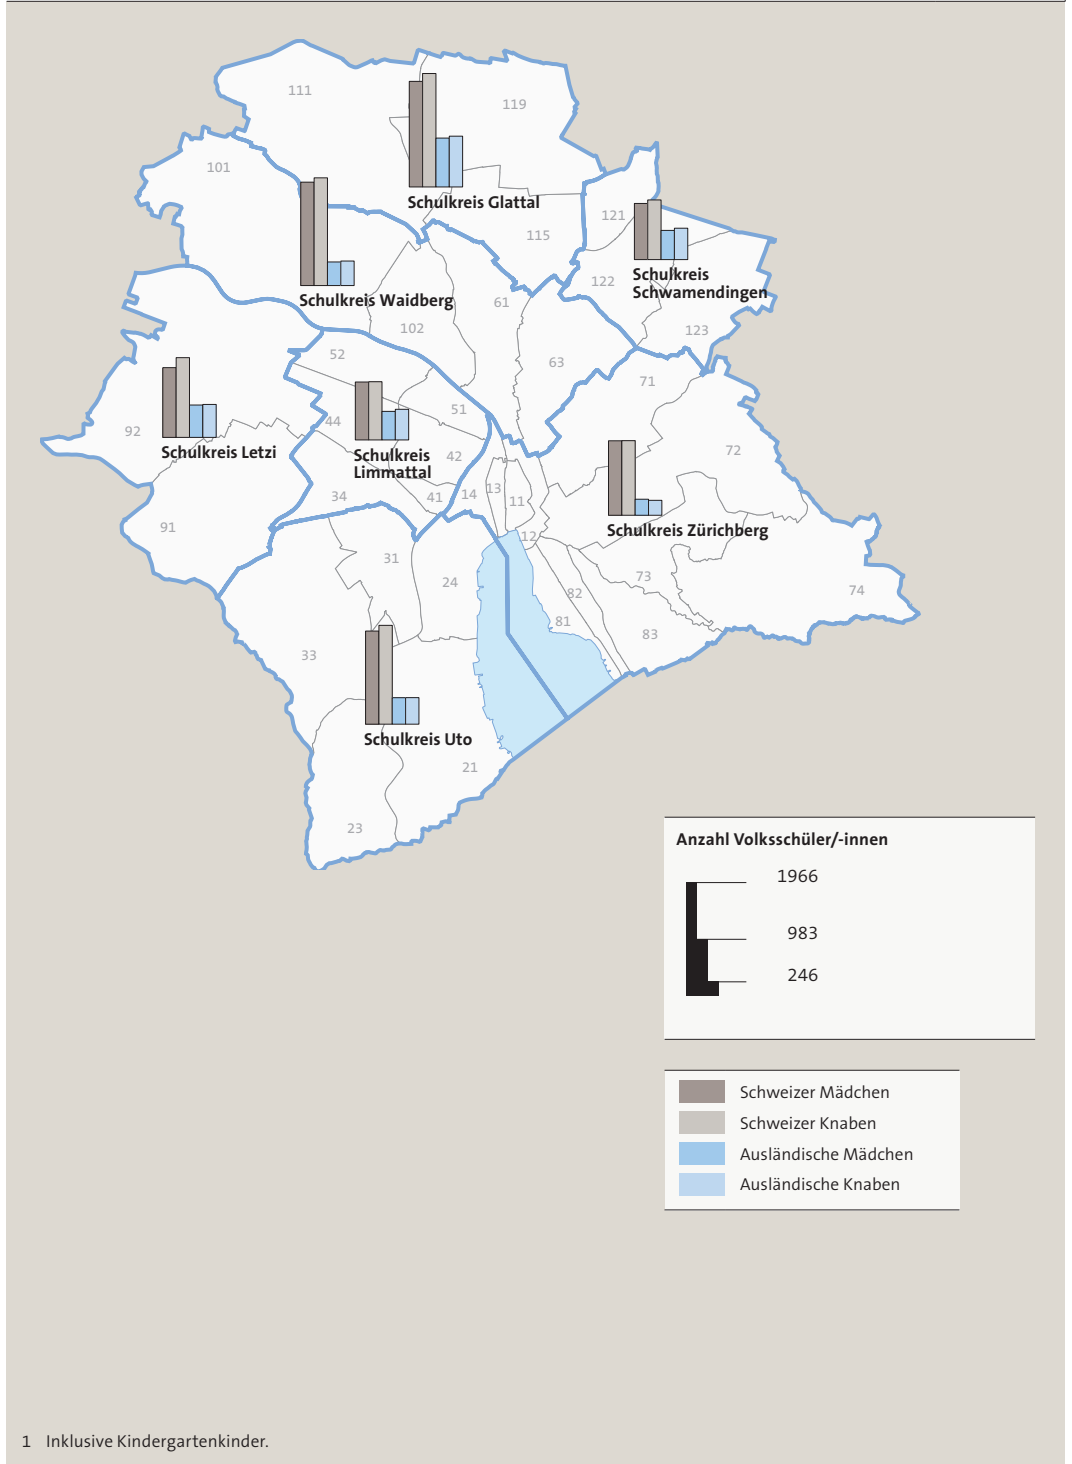 111
119
101
Schulkreis Glattal
121
115
Schulkreis
Schwamendingen
122
Schulkreis Waidberg
61
102
123
52
63
71
51
44
92
Schulkreis Letzi
Schulkreis
Limmattal
42
72
34
41
14
13
11
91
Schulkreis Zürichberg
12
31
24
73
82
74
81
83
33
Schulkreis Uto
21
23
Anzahl Volksschüler/-innen
1966
983
246
Schweizer Mädchen
Schweizer Knaben
Ausländische Mädchen
Ausländische Knaben
1 Inklusive Kindergartenkinder.